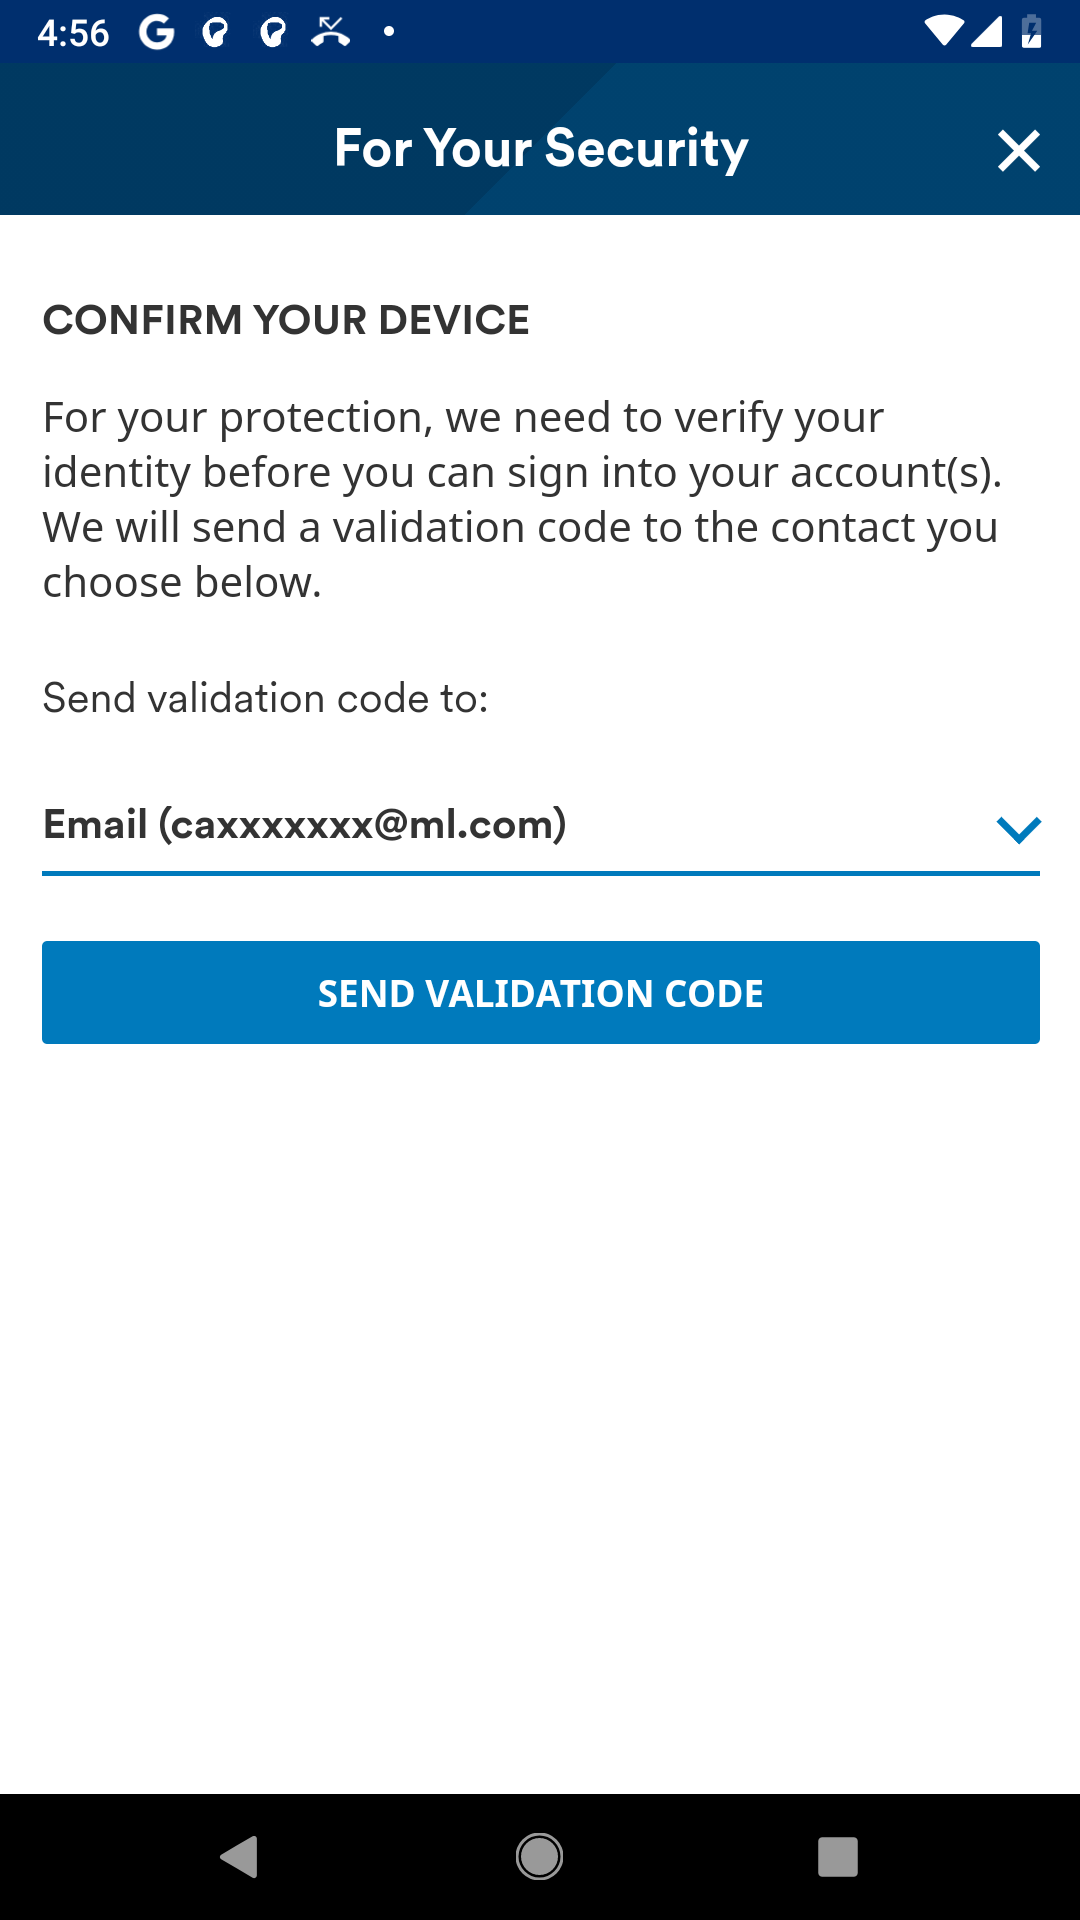 4:56
For Your Security
CONFIRM YOUR DEVICE
For your protection, we need to verify your
identity before you can sign into your account(s).
We will send a validation code to the contact you
choose below.
Send validation code to:
Email (caxxxxxxx@ml.com)
SEND VALIDATION CODE